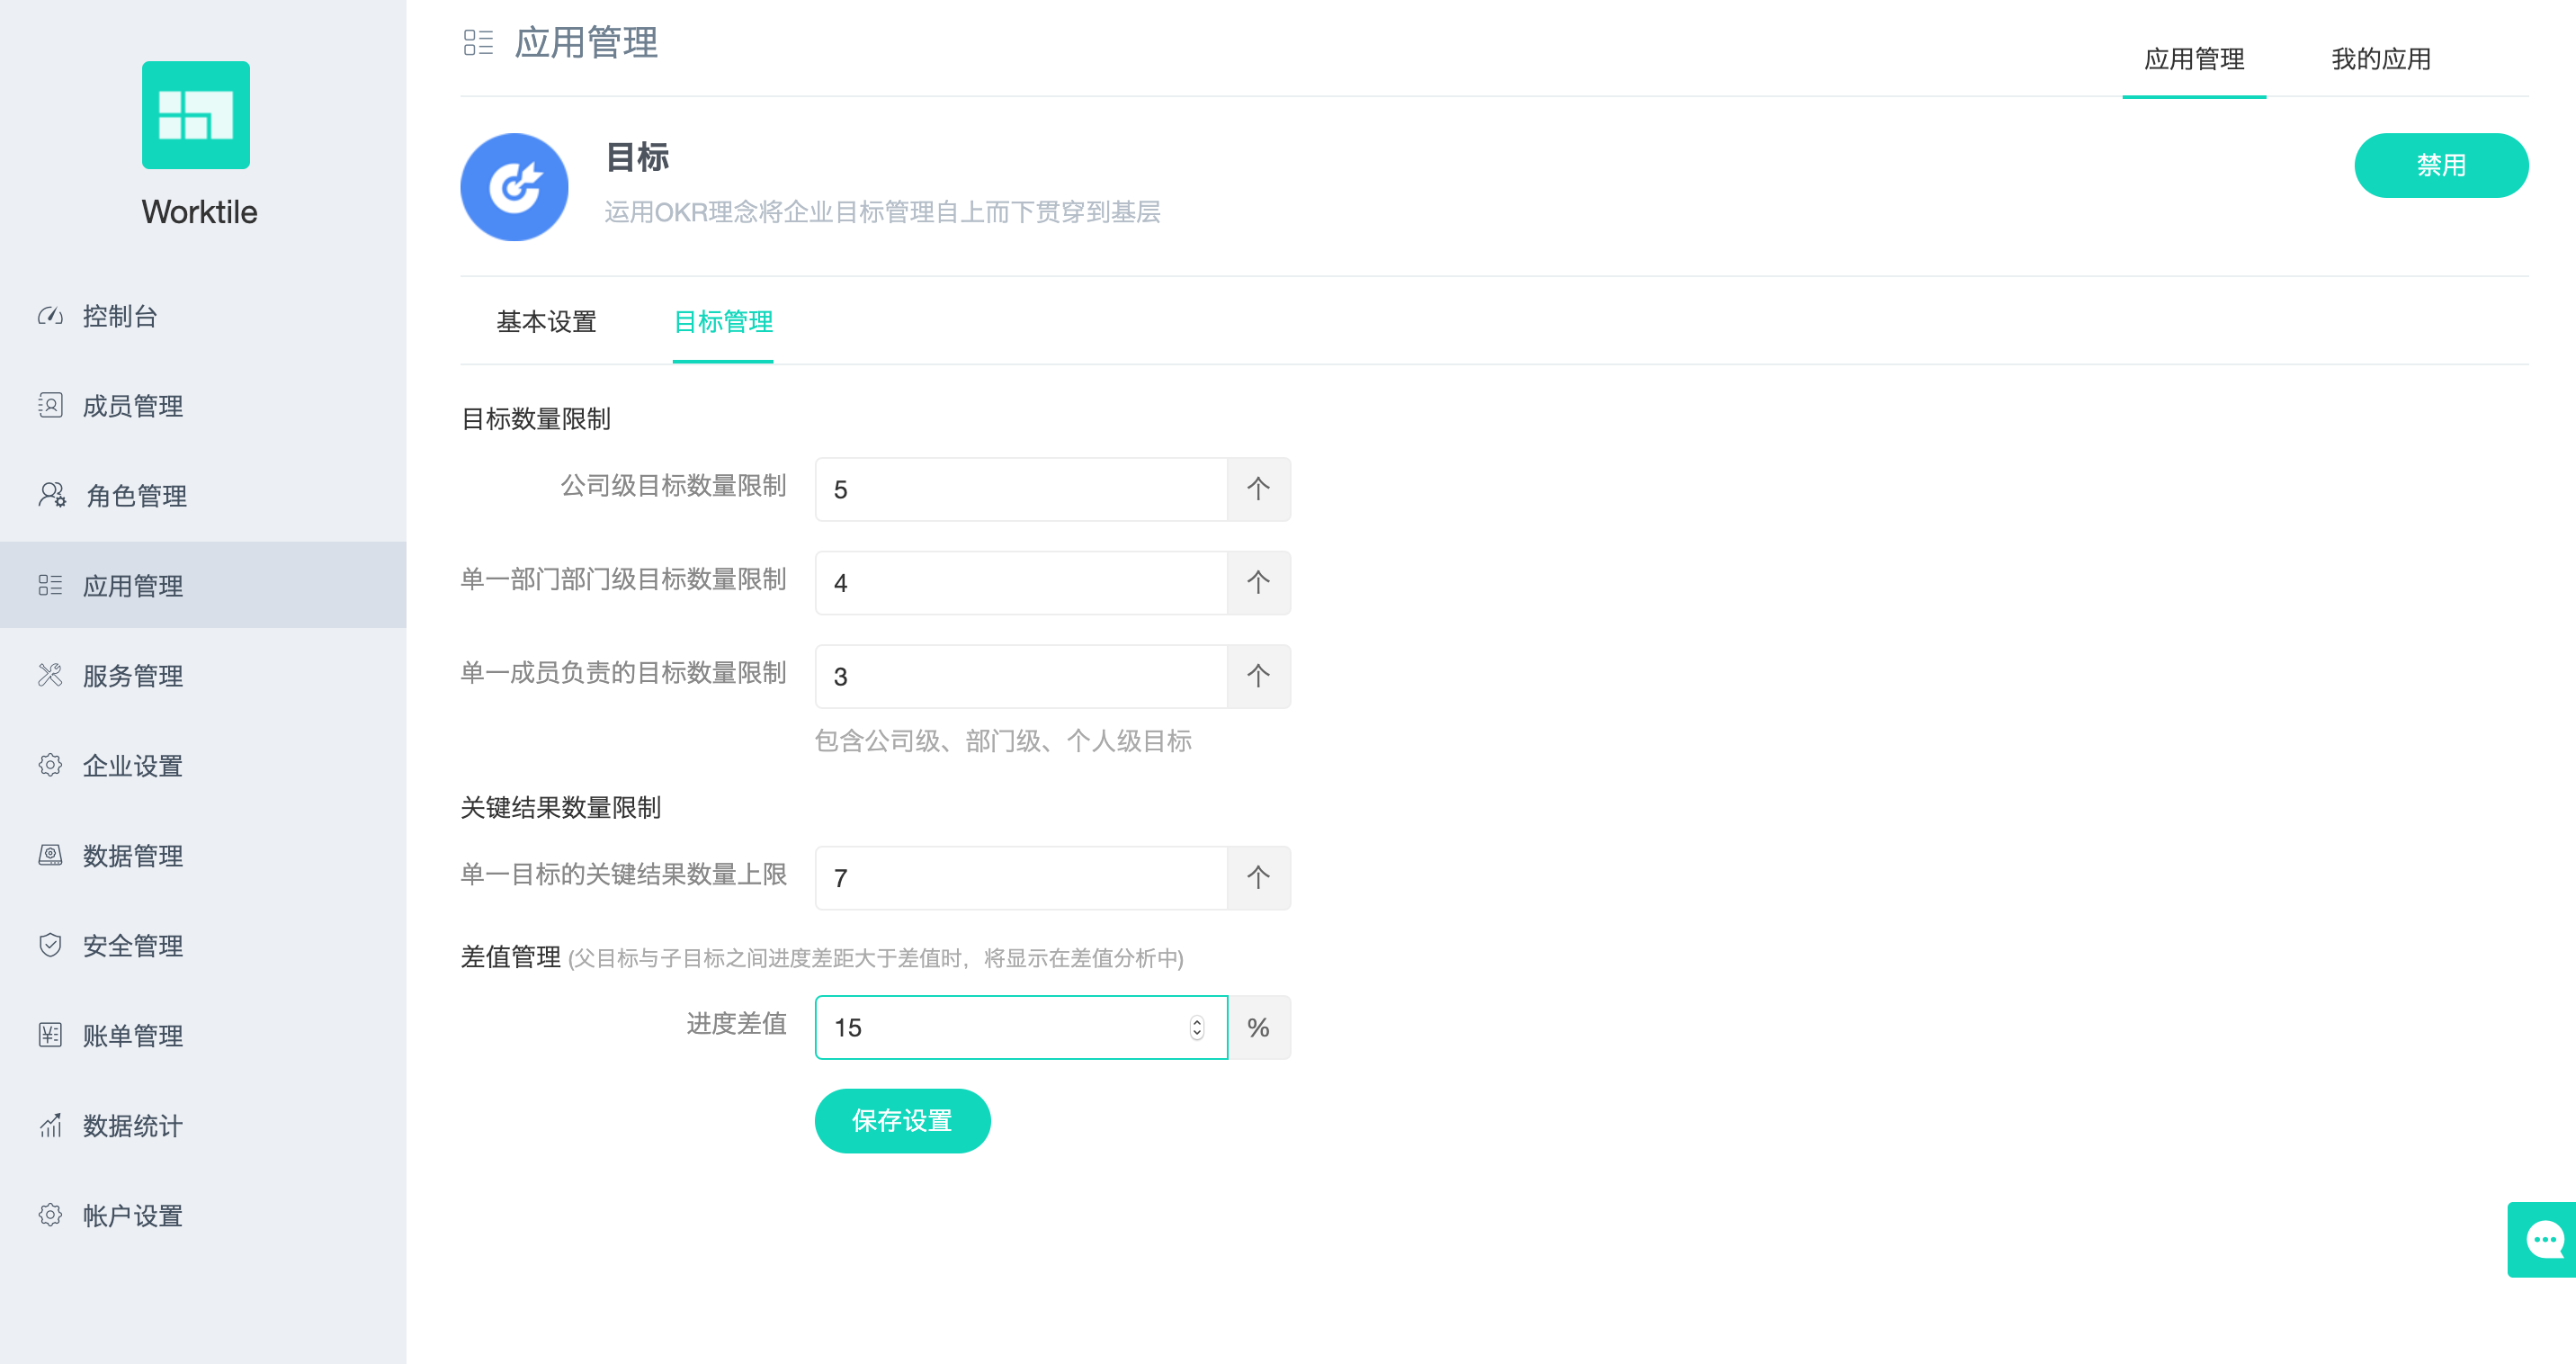 Worktile
控制台
成员管理
角色管理
应用管理
服务管理
企业设置
数据管理
安全管理
账单管理
数据统计
帐户设置
应用管理
应用管理
我的应用
目标
运用OKR理念将企业目标管理自上而下贯穿到基层
禁用
基本设置
目标管理
目标数量限制
公司级目标数量限制 5 个
单一部门部门级目标数量限制 4 个
单一成员负责的目标数量限制 3 个
包含公司级、部门级、个人级目标
关键结果数量限制
单一目标的关键结果数量上限 7 个
差值管理 (父目标与子目标之间进度差距大于差值时，将显示在差值分析中)
进度差值 15 %
保存设置